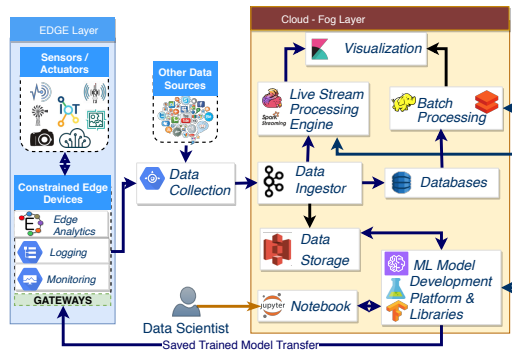 EDGE Layer
Sensors /
Actuators
IoT
Constrained Edge
Devices
Edge
Analytics
Logging
Monitoring
GATEWAYS
Other Data
Sources
Data
Collection
Cloud - Fog Layer
Visualization
Live Stream
Processing
Engine
Spark
Streaming
Batch
Processing
Data
Ingestor
Databases
Data
Storage
ML Model
Development
Platform &
Libraries
jupyter
Notebook
Data Scientist
Saved Trained Model Transfer